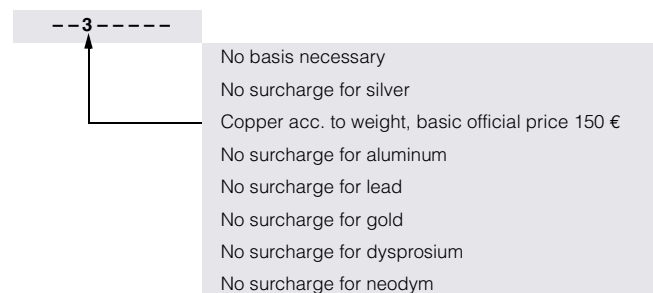 – – 3 – – – – –
No basis necessary
No surcharge for silver
Copper acc. to weight, basic official price 150 €
No surcharge for aluminum
No surcharge for lead
No surcharge for gold
No surcharge for dysprosium
No surcharge for neodym